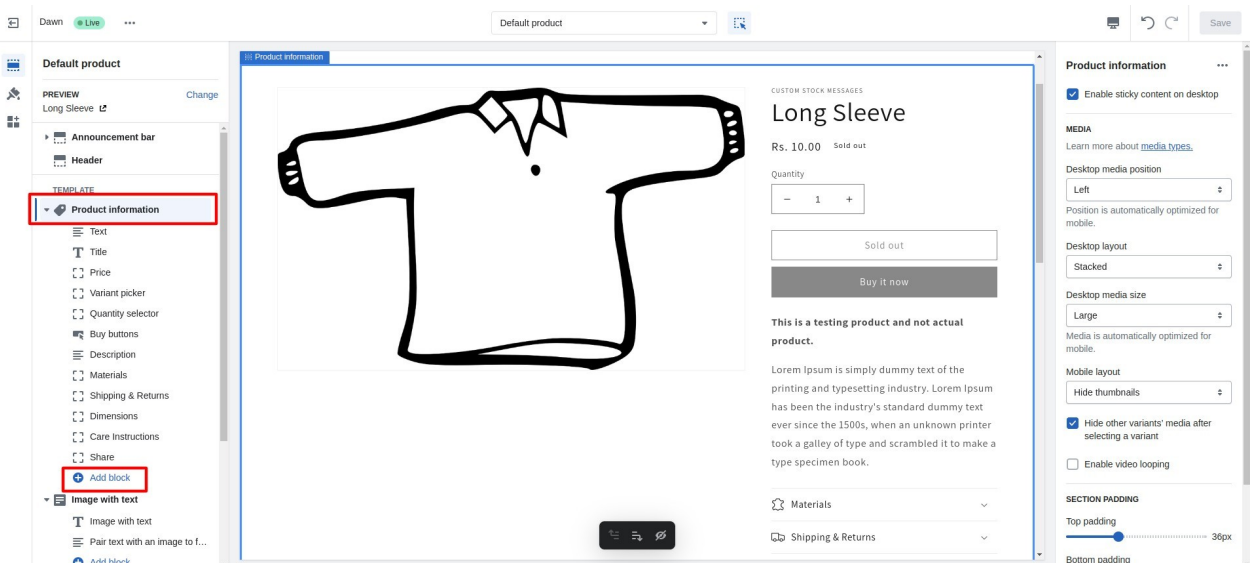 Dawn
Live
Default product
Save
Default product
PREVIEW
Change
Long Sleeve
Announcement bar
Header
TEMPLATE
Product information
Text
Title
Price
Variant picker
Quantity selector
Buy buttons
Description
Materials
Shipping & Returns
Dimensions
Care Instructions
Share
Add block
Image with text
Image with text
Pair text with an image to f...
Add block
Product information
CUSTOM STOCK MESSAGES
Long Sleeve
Rs. 10.00 Sold out
Quantity
− 1 +
Sold out
Buy it now
This is a testing product and not actual
product.
Lorem Ipsum is simply dummy text of the
printing and typesetting industry. Lorem Ipsum
has been the industry's standard dummy text
ever since the 1500s, when an unknown printer
took a galley of type and scrambled it to make a
type specimen book.
Materials
Shipping & Returns
Product information
Enable sticky content on desktop
MEDIA
Learn more about media types.
Desktop media position
Left
Position is automatically optimized for
mobile.
Desktop layout
Stacked
Desktop media size
Large
Media is automatically optimized for
mobile.
Mobile layout
Hide thumbnails
Hide other variants' media after
selecting a variant
Enable video looping
SECTION PADDING
Top padding
36px
Bottom padding